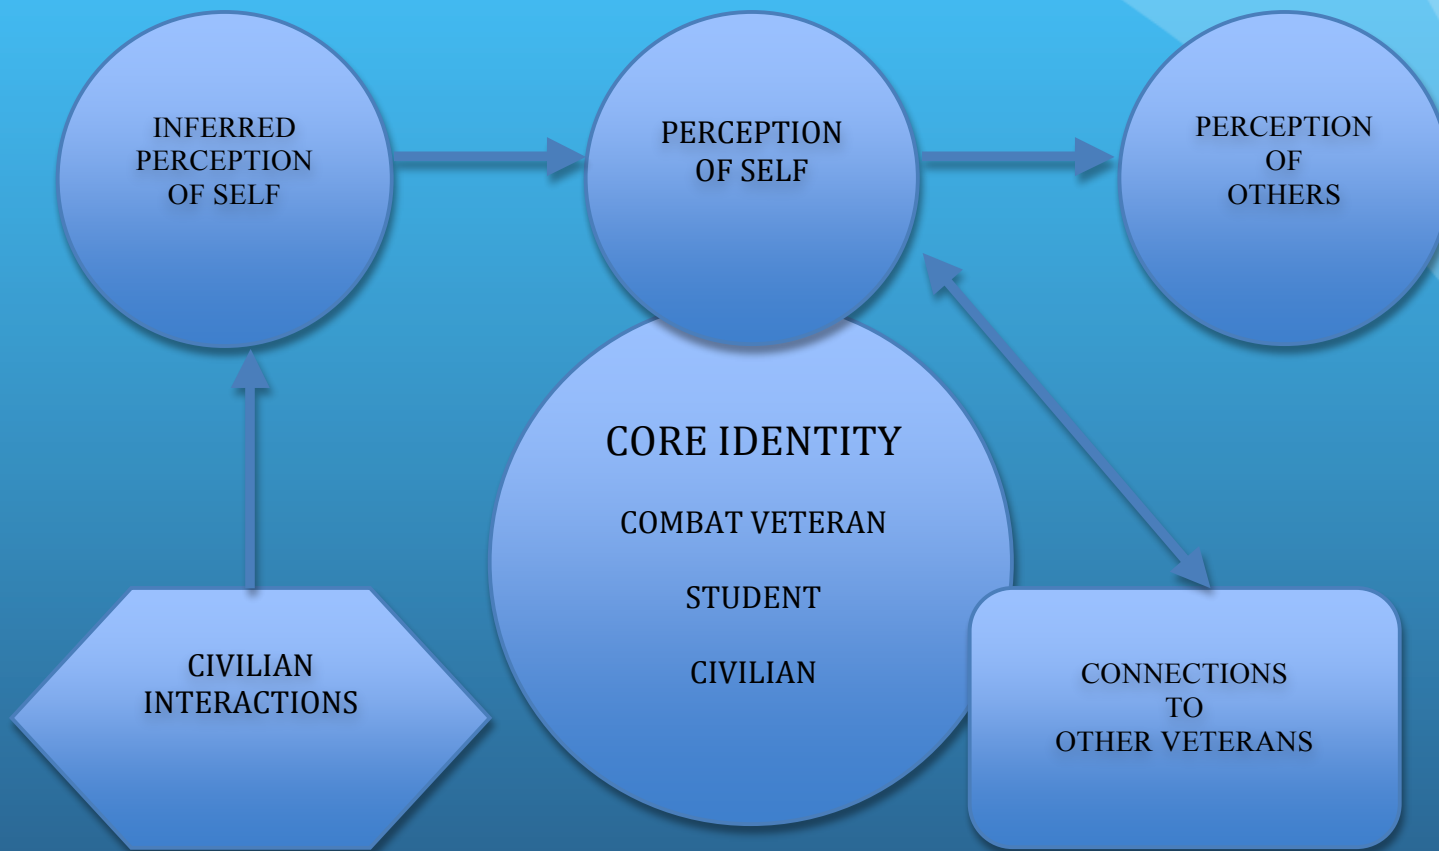 INFERRED
PERCEPTION
OF SELF
PERCEPTION
OF SELF
PERCEPTION
OF
OTHERS
CORE IDENTITY
COMBAT VETERAN
STUDENT
CIVILIAN
CIVILIAN
INTERACTIONS
CONNECTIONS
TO
OTHER VETERANS